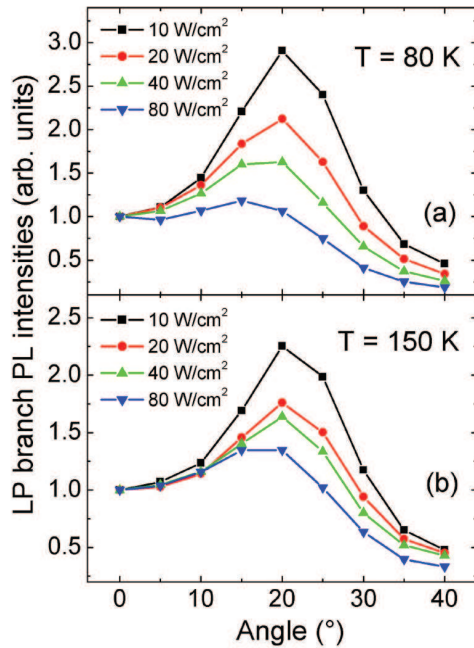 LP branch PL intensities (arb. units)
10 W/cm²
20 W/cm²
40 W/cm²
80 W/cm²
T = 80 K
(a)
3.0
2.5
2.0
1.5
1.0
0.5
10 W/cm²
20 W/cm²
40 W/cm²
80 W/cm²
T = 150 K
(b)
2.5
2.0
1.5
1.0
0.5
0 10 20 30 40
Angle (°)